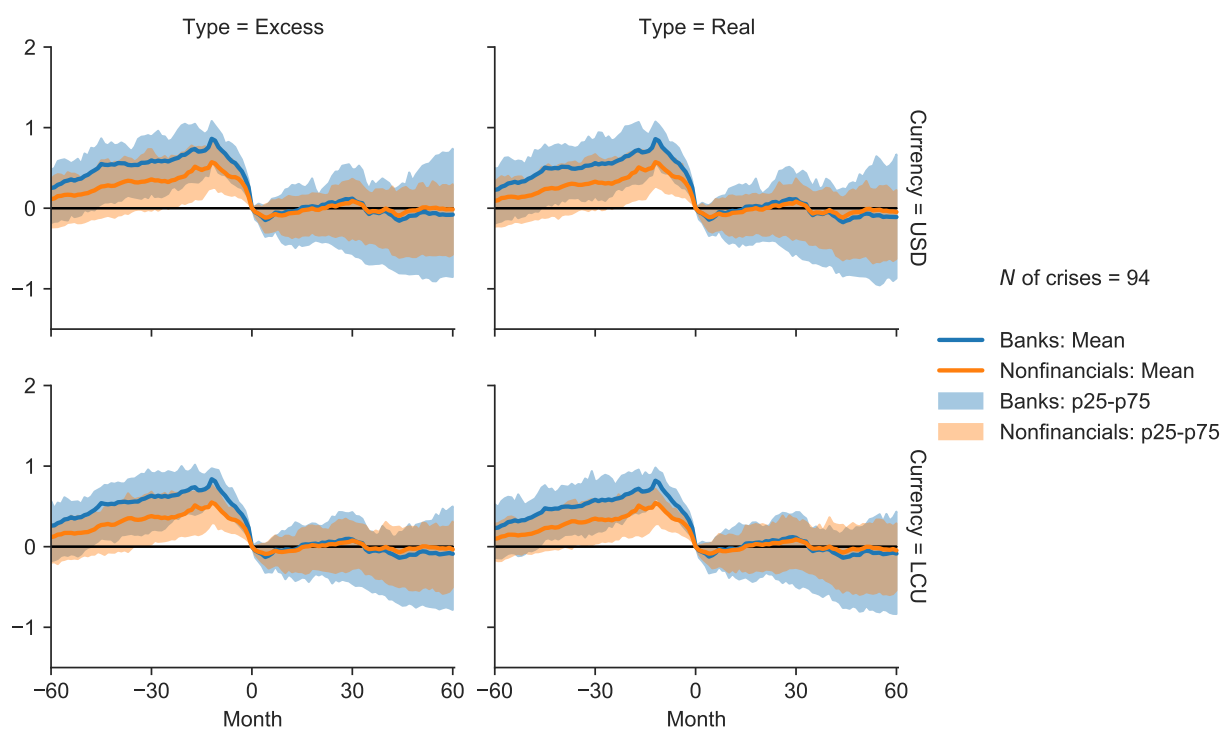 Type = Excess
Type = Real
2
1
0
−1
Currency = USD
2
1
0
−1
−60
−30
0
30
60
Month
−60
−30
0
30
60
Month
Currency = LCU
N of crises = 94
Banks: Mean
Nonfinancials: Mean
Banks: p25-p75
Nonfinancials: p25-p75